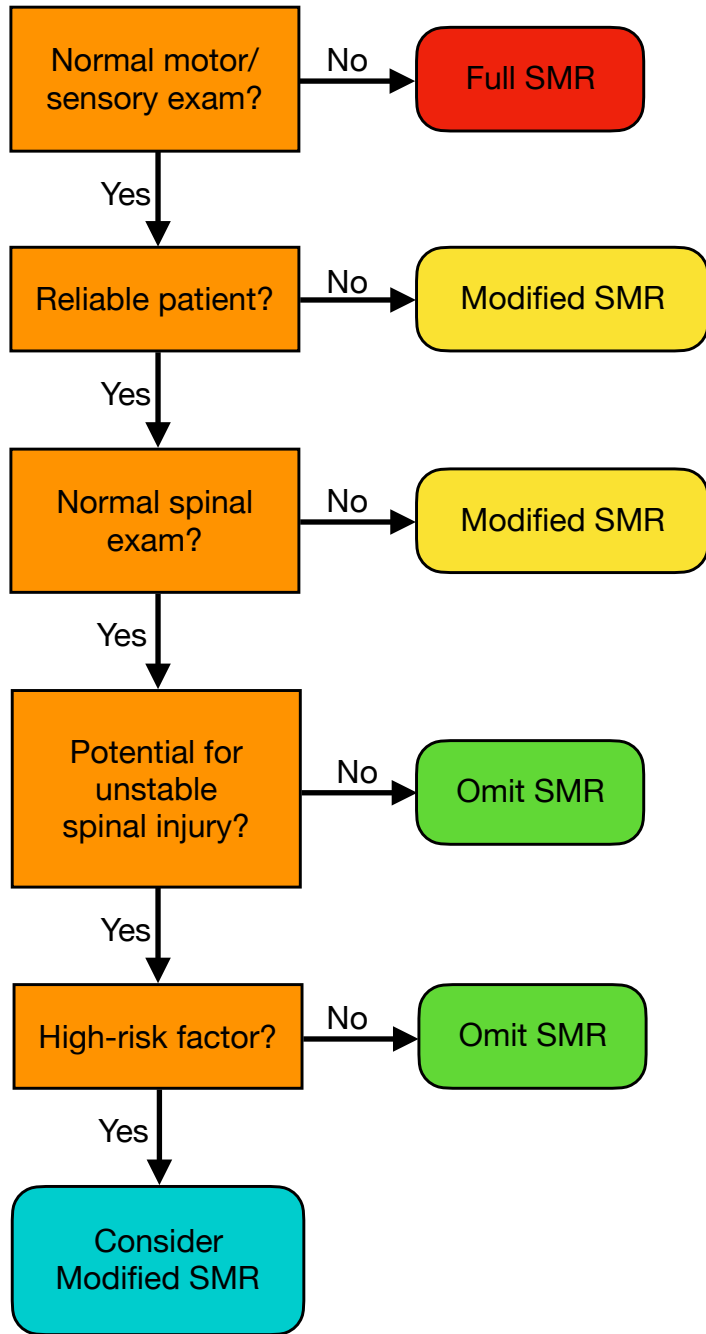 Normal motor/
sensory exam?
No
Full SMR
Yes
Reliable patient?
No
Modified SMR
Yes
Normal spinal
exam?
No
Modified SMR
Yes
Potential for
unstable
spinal injury?
No
Omit SMR
Yes
High-risk factor?
No
Omit SMR
Yes
Consider
Modified SMR